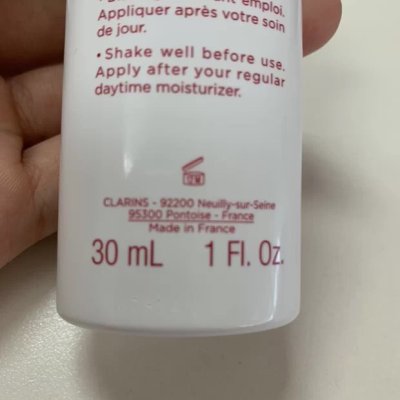 emploi.
Appliquer après votre soin
de jour.
• Shake well before use.
Apply after your regular
daytime moisturizer.
12M
CLARINS - 92200 Neuilly-sur-Seine
95300 Pontoise - France
Made in France
30 mL 1 Fl. Oz.